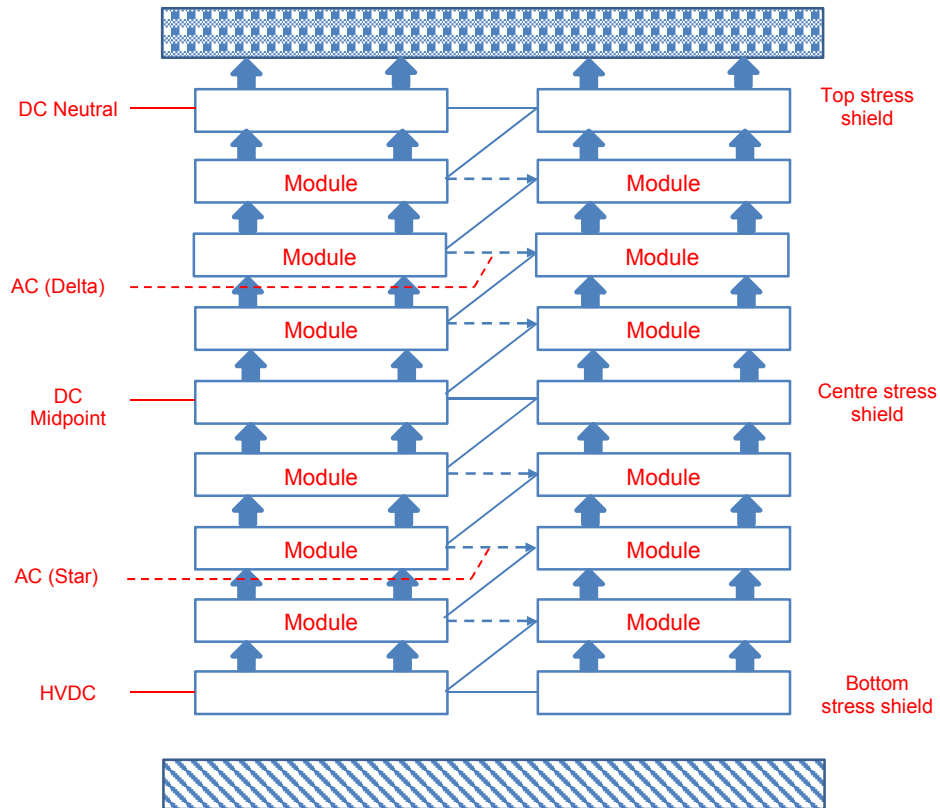 DC Neutral
Top stress
shield
Module
Module
Module
Module
AC (Delta)
Module
Module
DC
Midpoint
Centre stress
shield
Module
Module
Module
Module
AC (Star)
Module
Module
HVDC
Bottom
stress shield